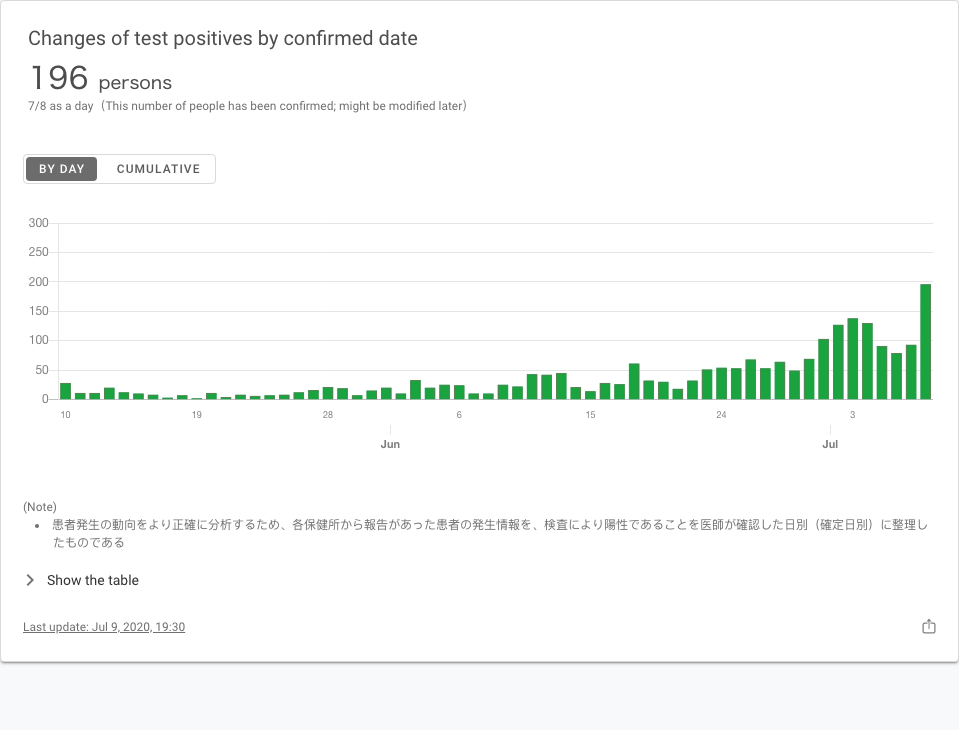 Changes of test positives by confirmed date
196 persons
7/8 as a day（This number of people has been confirmed; might be modified later）
BY DAY CUMULATIVE
300
250
200
150
100
50
0
10 19 28 6 15 24 3
Jun Jul
(Note)
• 患者発生の動向をより正確に分析するため、各保健所から報告があった患者の発生情報を、検査により陽性であることを医師が確認した日別（確定日別）に整理し
たものである
Show the table
Last update: Jul 9, 2020, 19:30